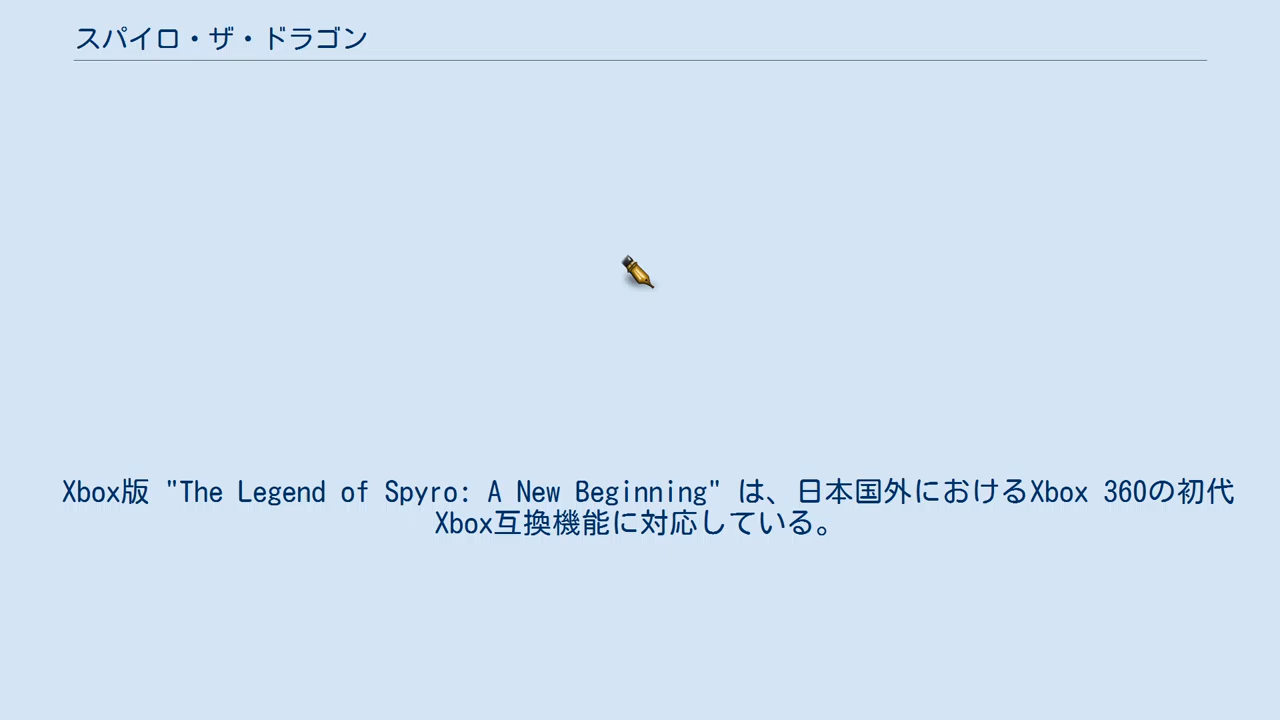 スパイロ・ザ・ドラゴン
Xbox版 "The Legend of Spyro: A New Beginning" は、日本国外におけるXbox 360の初代
Xbox互換機能に対応している。